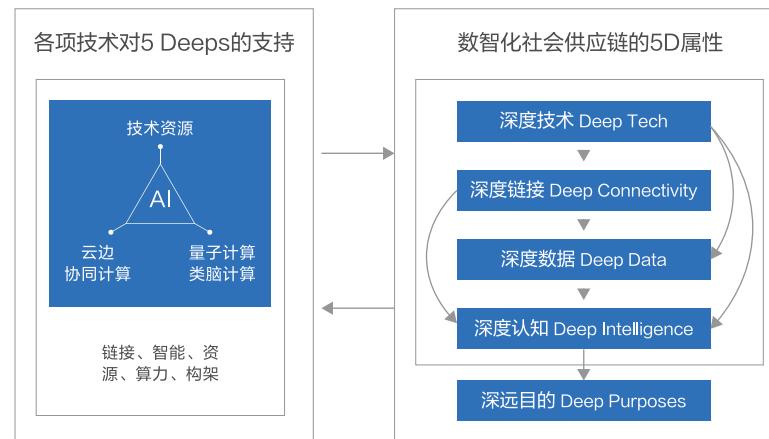 各项技术对5 Deeps的支持
技术资源
AI
云边
协同计算
量子计算
类脑计算
链接、智能、资
源、算力、构架
数智化社会供应链的5D属性
深度技术 Deep Tech
深度链接 Deep Connectivity
深度数据 Deep Data
深度认知 Deep Intelligence
深远目的 Deep Purposes